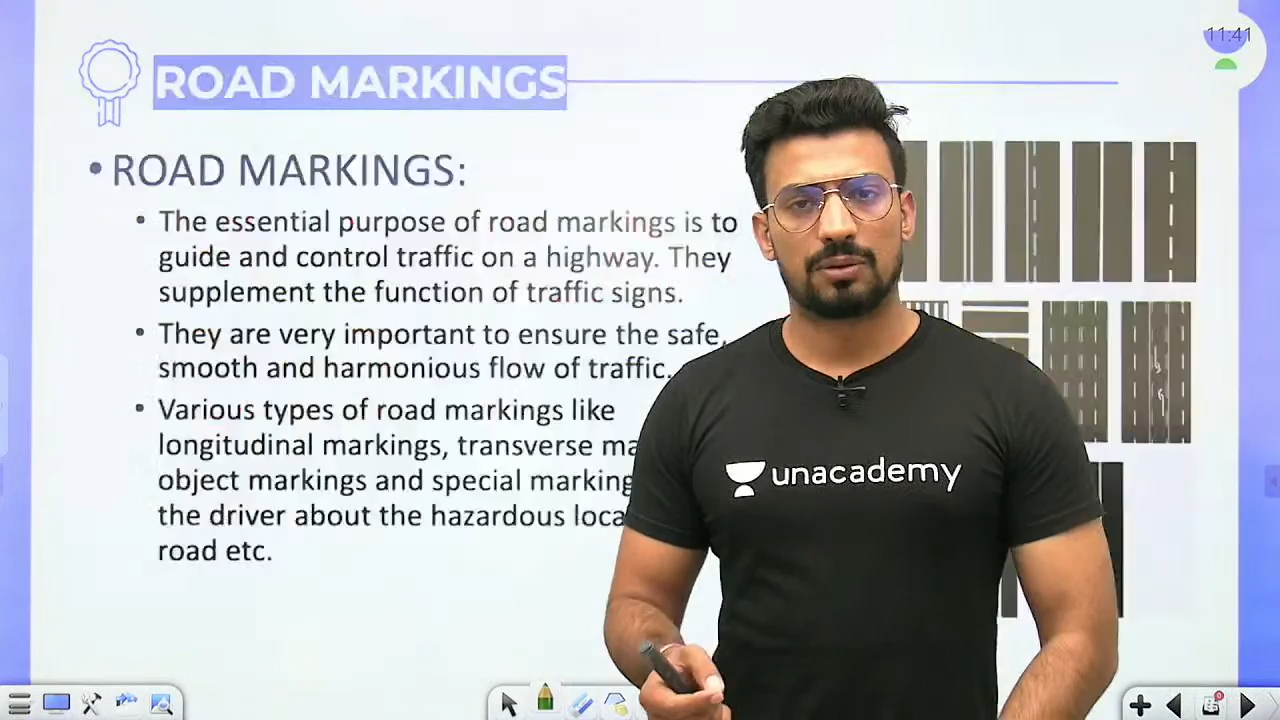 11:41
ROAD MARKINGS
• ROAD MARKINGS:
• The essential purpose of road markings is to
guide and control traffic on a highway. They
supplement the function of traffic signs.
• They are very important to ensure the safe,
smooth and harmonious flow of traffic.
• Various types of road markings like
longitudinal markings, transverse
object markings and special
the driver about the hazardous
road etc.
unacademy